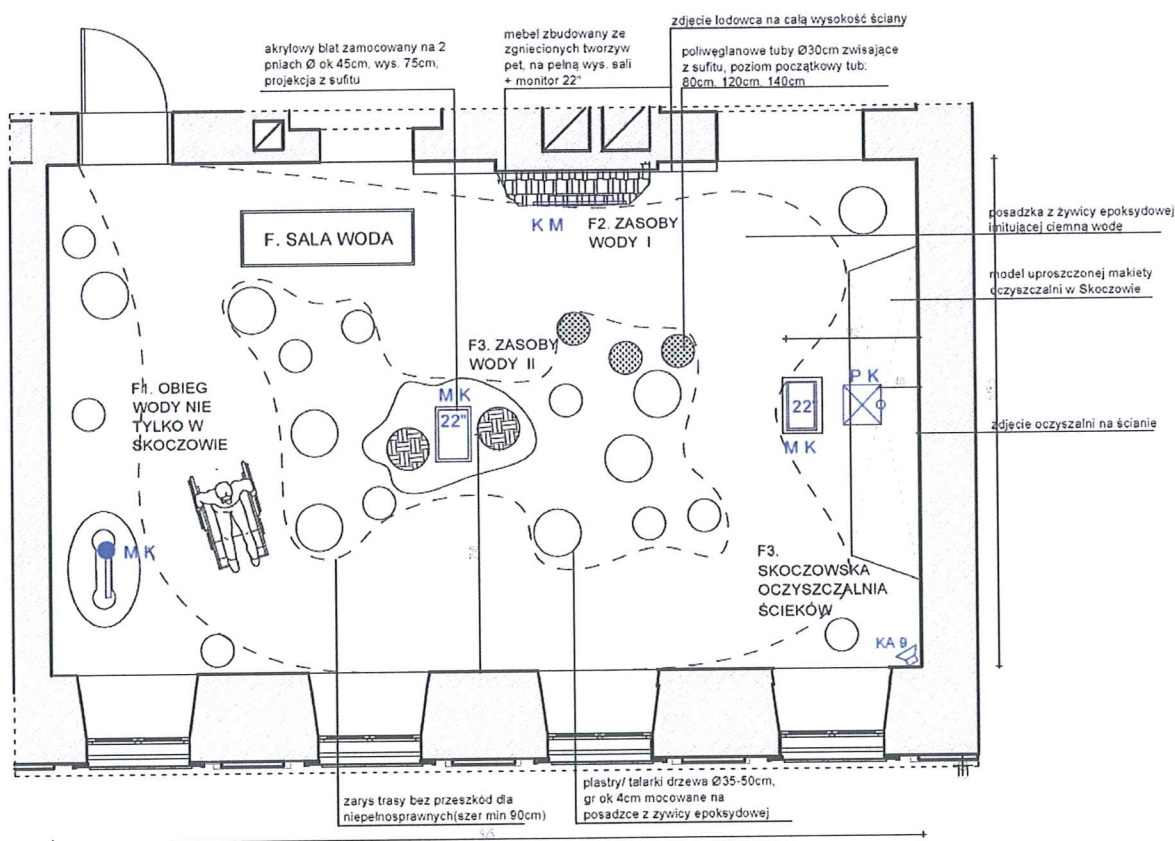 zdjęcie lodowca na całą wysokość ściany
akrylowy blat zamocowany na 2
pniach Ø ok 45cm, wys. 75cm;
projekcja z sufitu
mebel zbudowany ze
zgniecionych tworzyw
pet, na pełną wys. sali
+ monitor 22"
poliwęglanowe tuby Ø30cm zwisające
z sufitu, poziom początkowy tub:
80cm, 120cm, 140cm
F. SALA WODA
K M
F2. ZASOBY
WODY I
posadzka z żywicy epoksydowej
imitującej ciemną wodę
model uproszczonej makiety
oczyszczalni w Skoczowie
F3. ZASOBY
WODY II
M K
22"
F1. OBIEG
WODY NIE
TYLKO W
SKOCZOWIE
P K
40
22"
M K
zdjęcie oczyszalni na ścianie
M K
F3.
SKOCZOWSKA
OCZYSZCZALNIA
ŚCIEKÓW
KA 9
zarys trasy bez przeszkód dla
niepełnosprawnych(szer min 90cm)
plastry/ talarki drzewa Ø35-50cm,
gr ok 4cm mocowane na
posadzce z zywicy epoksydowej